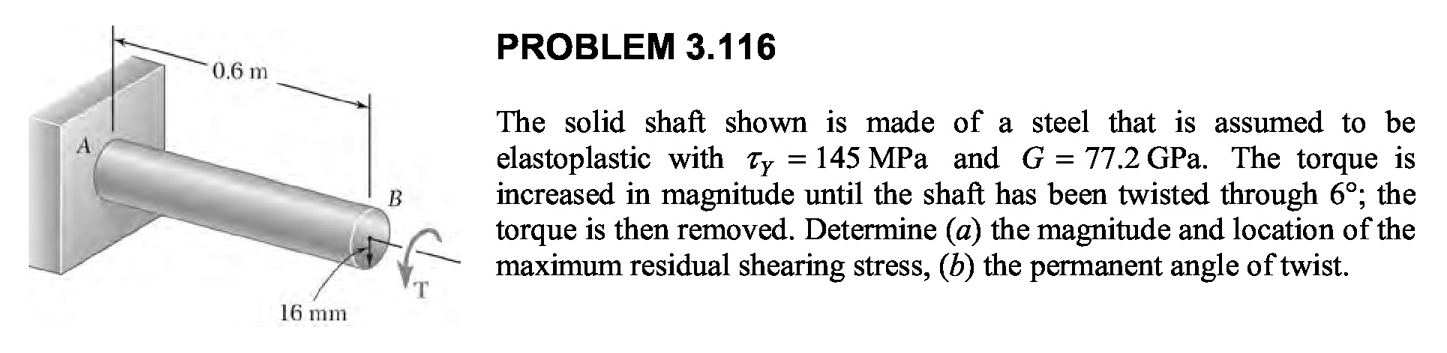 PROBLEM 3.116
0.6 m
A
B
T
16 mm
The solid shaft shown is made of a steel that is assumed to be
elastoplastic with τY = 145 MPa and G = 77.2 GPa. The torque is
increased in magnitude until the shaft has been twisted through 6°; the
torque is then removed. Determine (a) the magnitude and location of the
maximum residual shearing stress, (b) the permanent angle of twist.